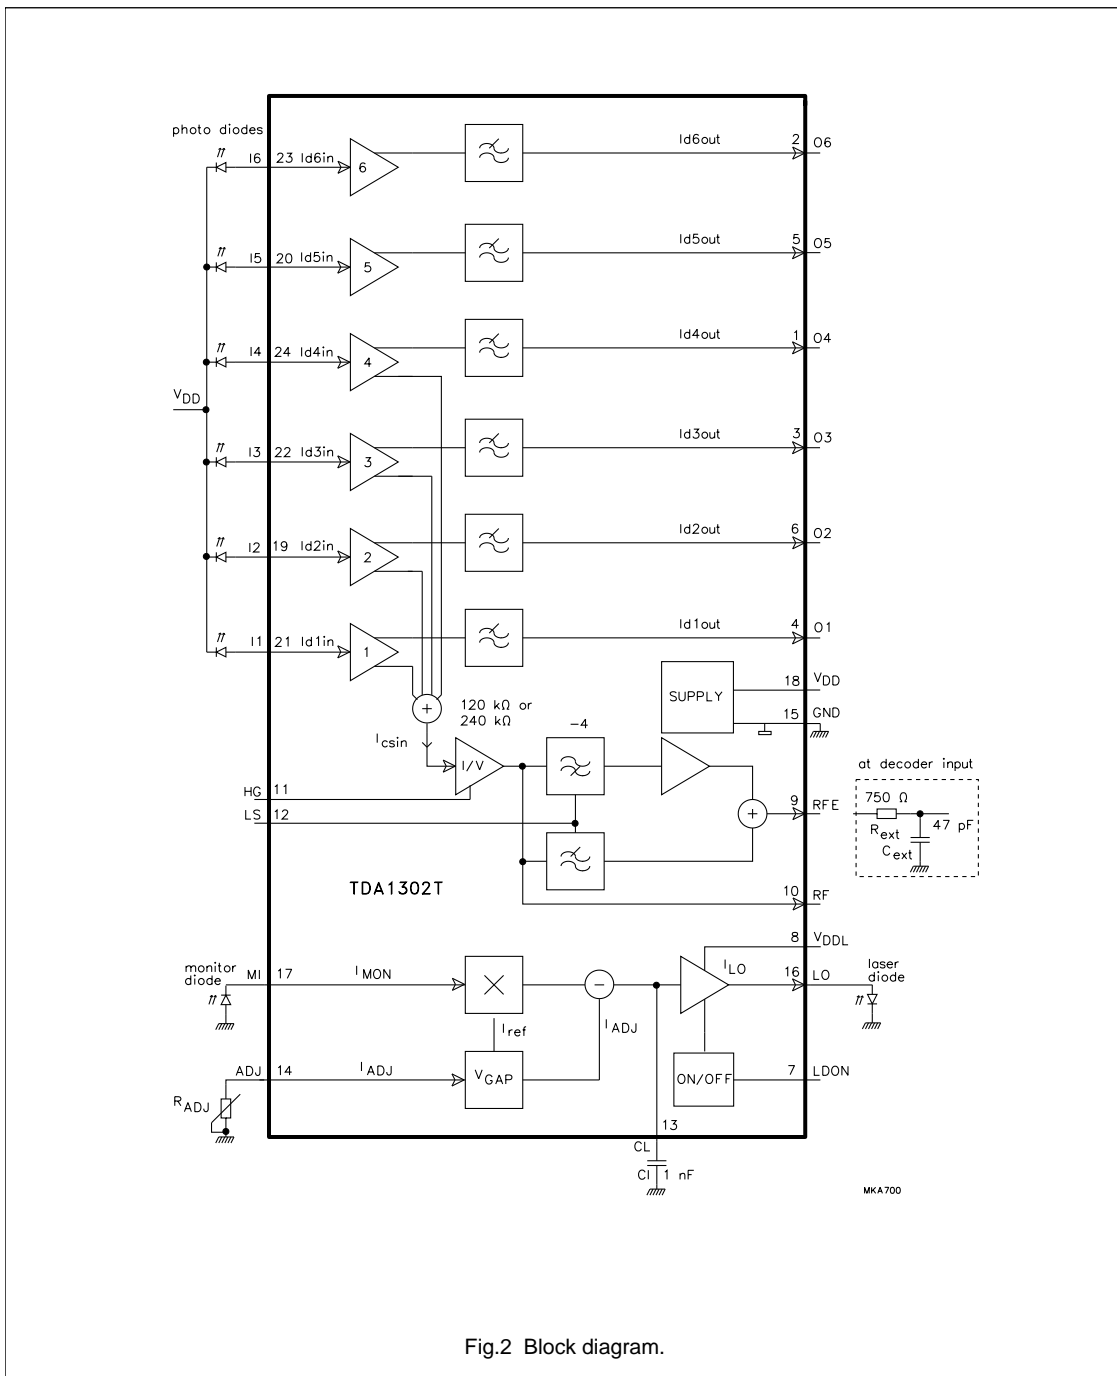 photo diodes
I6 23 Id6in 6 Id6out 2 O6
I5 20 Id5in 5 Id5out 5 O5
I4 24 Id4in 4 Id4out 1 O4
VDD
I3 22 Id3in 3 Id3out 3 O3
I2 19 Id2in 2 Id2out 6 O2
I1 21 Id1in 1 Id1out 4 O1
SUPPLY 18 VDD
15 GND
+
120 kΩ or
240 kΩ
-4
Icsin
I/V
at decoder input
HG 11
LS 12
+ 9 RFE
750 Ω
Rext
47 pF
Cext
TDA1302T
10 RF
8 VDDL
monitor
diode
MI 17 IMON × − ILO 16 LO
laser
diode
Iref
IADJ
ADJ 14 IADJ VGAP ON/OFF 7 LDON
RADJ
13
CL
CI 1 nF
MKA700
Fig.2 Block diagram.